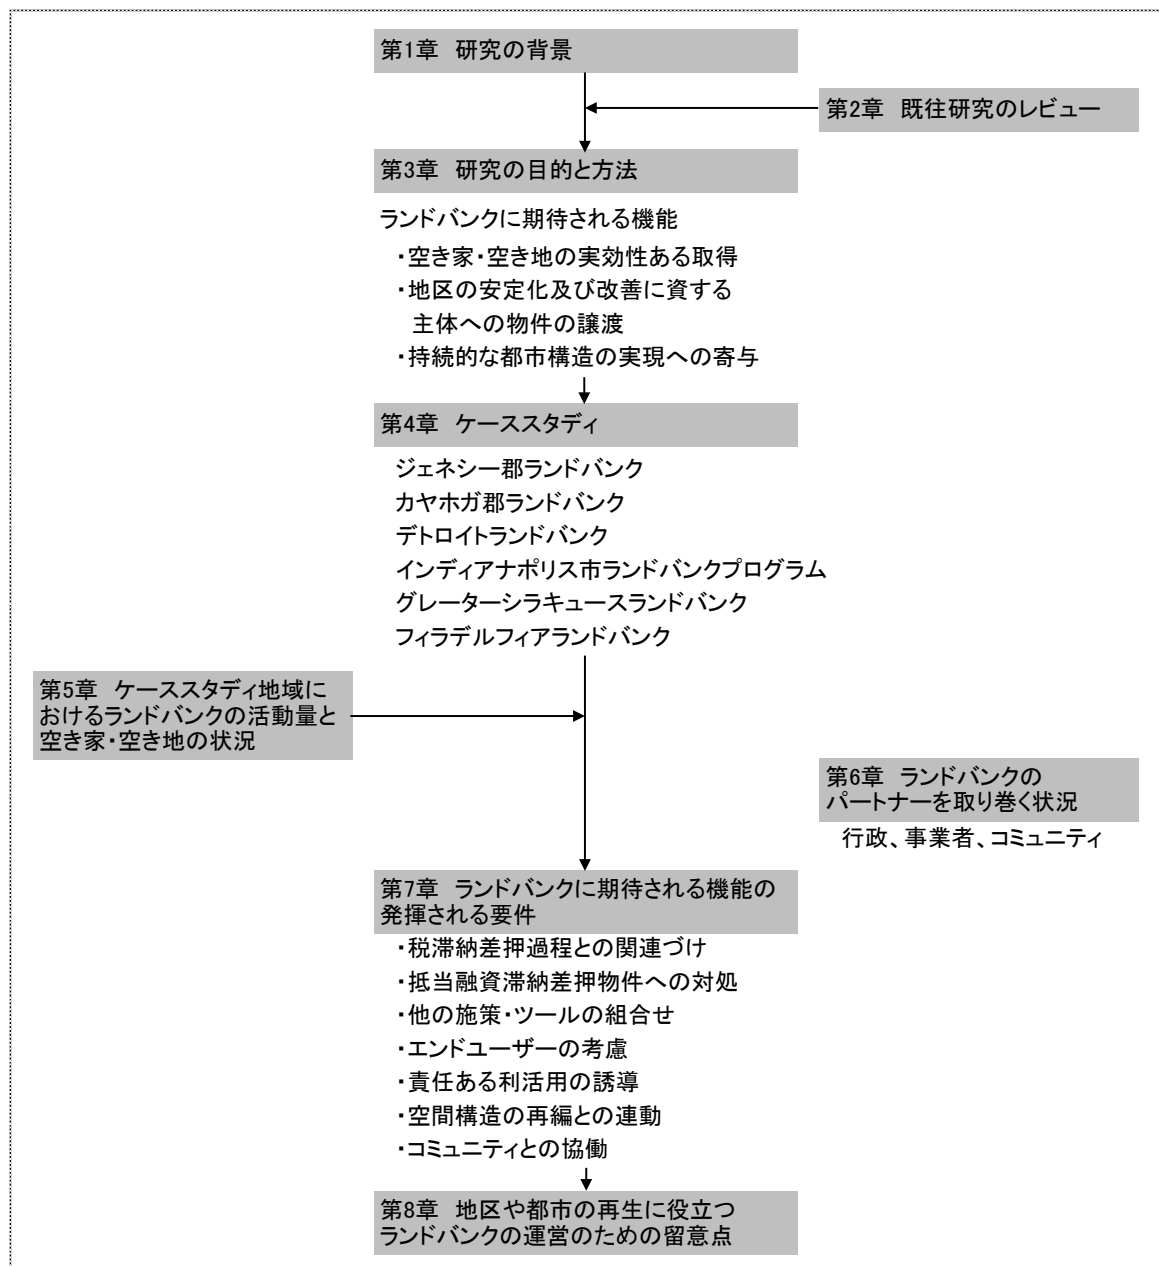 第1章 研究の背景
第2章 既往研究のレビュー
第3章 研究の目的と方法
ランドバンクに期待される機能
・空き家・空き地の実効性ある取得
・地区の安定化及び改善に資する
主体への物件の譲渡
・持続的な都市構造の実現への寄与
第4章 ケーススタディ
ジェネシー郡ランドバンク
カヤホガ郡ランドバンク
デトロイトランドバンク
インディアナポリス市ランドバンクプログラム
グレーターシラキュースランドバンク
フィラデルフィアランドバンク
第5章 ケーススタディ地域に
おけるランドバンクの活動量と
空き家・空き地の状況
第6章 ランドバンクの
パートナーを取り巻く状況
行政、事業者、コミュニティ
第7章 ランドバンクに期待される機能の
発揮される要件
・税滞納差押過程との関連づけ
・抵当融資滞納差押物件への対処
・他の施策・ツールの組合せ
・エンドユーザーの考慮
・責任ある利活用の誘導
・空間構造の再編との連動
・コミュニティとの協働
第8章 地区や都市の再生に役立つ
ランドバンクの運営のための留意点